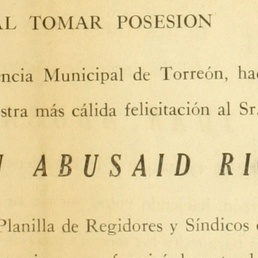 AL TOMAR POSESION
encia Municipal de Torreón, hac
stra más cálida felicitación al Sr.
N ABUSAID RI
Planilla de Regidores y Síndicos